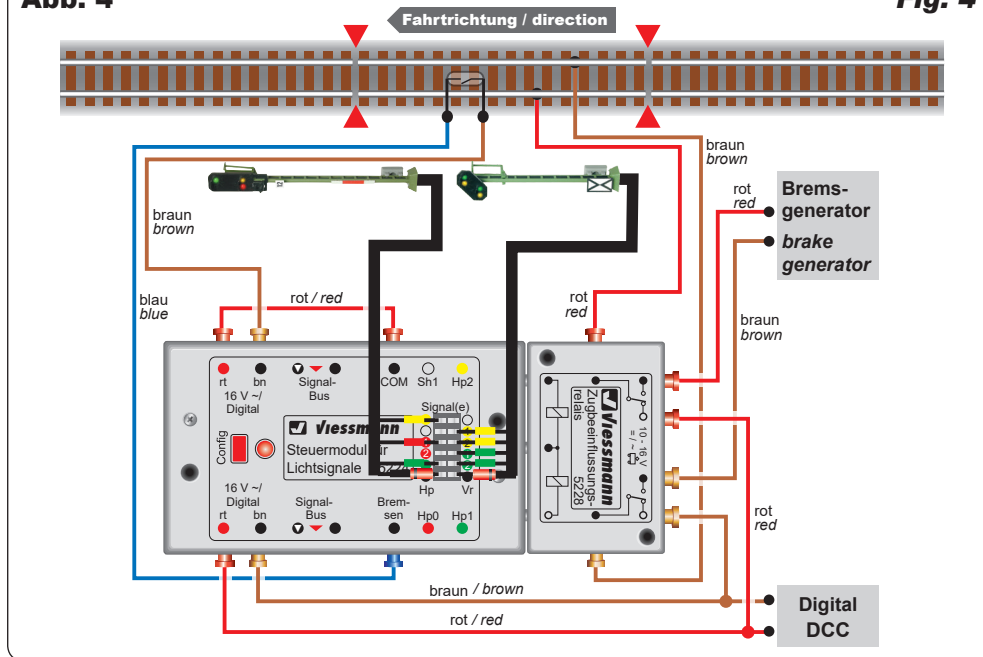 Abb. 4
Fig. 4
Fahrtrichtung / direction
braun
brown
rot
red
Brems-
generator
brake
generator
braun
brown
blau
blue
rot / red
rot
red
braun
brown
rt
bn
Signal-
Bus
COM
Sh1
Hp2
16 V ~/
Digital
Signal(e)
Config
Viessmann
Steuermodul für
Lichtsignale
2
Hp
Vr
16 V ~/
Digital
rt
bn
Signal-
Bus
Brem-
sen
Hp0
Hp1
Viessmann
Zugbeeinflussungs-
relais
5228
10 - 16 V
= / ~
rot
red
braun / brown
rot / red
Digital
DCC